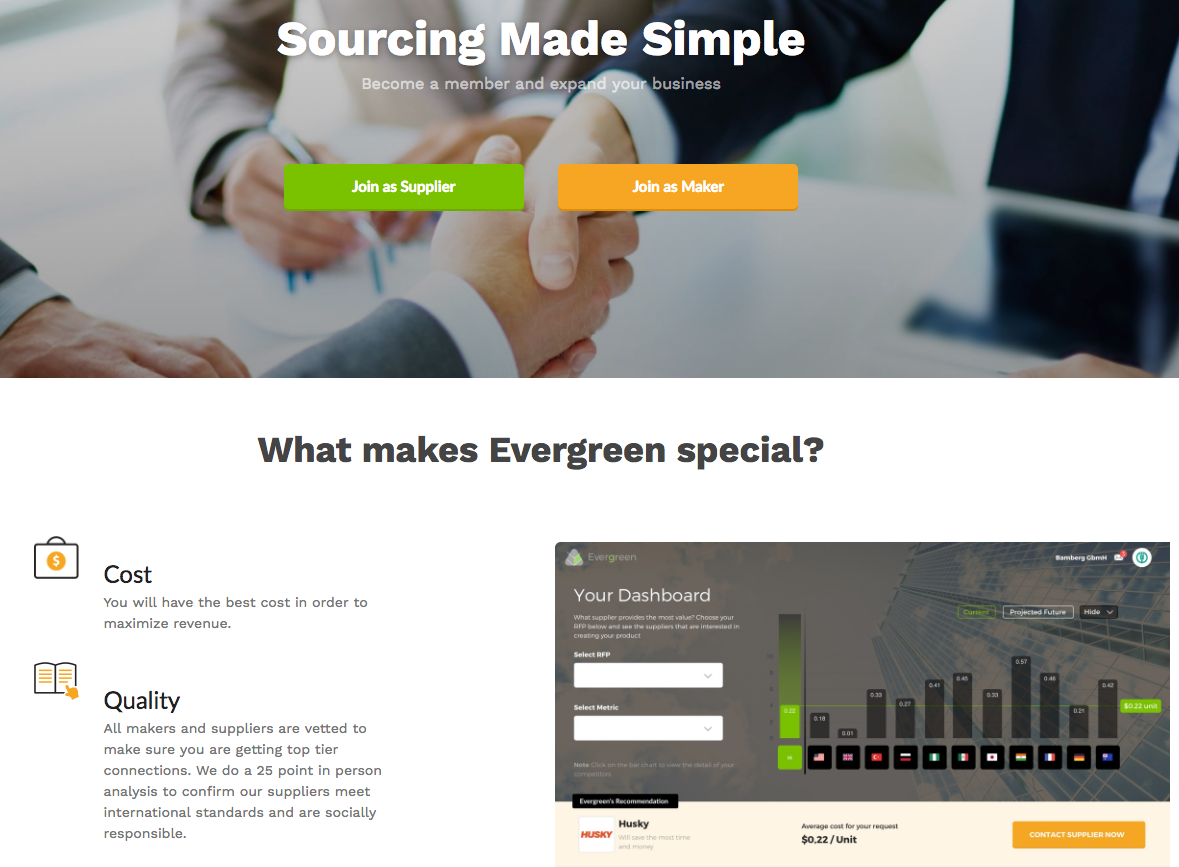 Sourcing Made Simple
Become a member and expand your business
Join as Supplier
Join as Maker
What makes Evergreen special?
$
Cost
You will have the best cost in order to
maximize revenue.
Quality
All makers and suppliers are vetted to
make sure you are getting top tier
connections. We do a 25 point in person
analysis to confirm our suppliers meet
international standards and are socially
responsible.
Evergreen
Bamberg GbmH
Your Dashboard
What supplier provides the most value? Choose your
RFP below and see the suppliers that are interested in
creating your product
Current
Projected Future
Hide
Select RFP
Select Metric
Note Click on the bar chart to view the detail of your
competitors
0.22
0.18
0.01
0.33
0.27
0.41
0.45
0.33
0.57
0.46
0.21
0.42
$0.22 unit
Evergreen's Recommendation
HUSKY
Husky
Will save the most time
and money
Average cost for your request
$0,22 / Unit
CONTACT SUPPLIER NOW